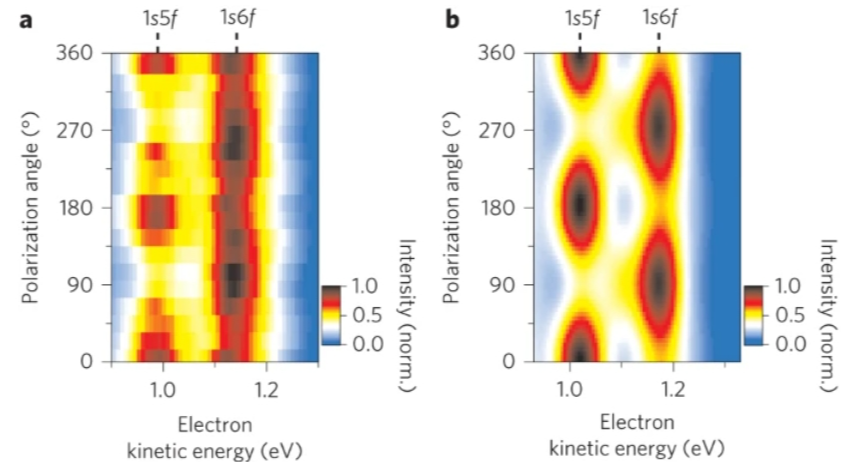 a
1s5f 1s6f
360
270
180
90
0
Polarization angle (°)
1.0 1.2
Electron
kinetic energy (eV)
1.0
0.5
0.0
Intensity (norm.)
b
1s5f 1s6f
360
270
180
90
0
Polarization angle (°)
1.0 1.2
Electron
kinetic energy (eV)
1.0
0.5
0.0
Intensity (norm.)